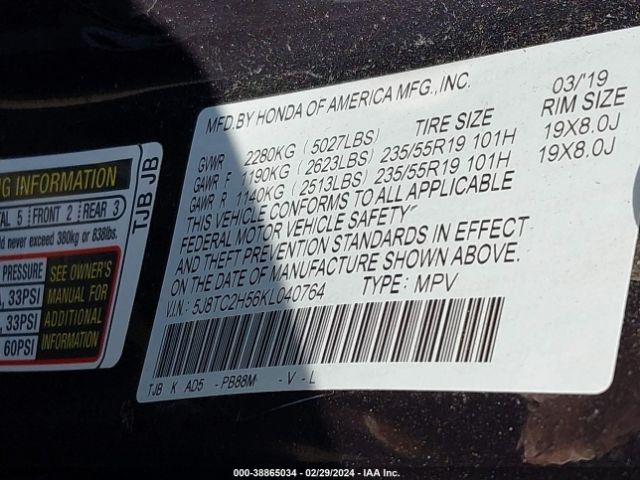 MFD.BY HONDA OF AMERICA MFG.,INC. 03/'19
GVWR 2280KG (5027LBS) TIRE SIZE RIM SIZE
GAWR F 1190KG (2623LBS) 235/55R19 101H 19X8.0J
GAWR R 1140KG (2513LBS) 235/55R19 101H 19X8.0J
THIS VEHICLE CONFORMS TO ALL APPLICABLE
FEDERAL MOTOR VEHICLE SAFETY
AND THEFT PREVENTION STANDARDS IN EFFECT
ON THE DATE OF MANUFACTURE SHOWN ABOVE.
V.I.N: 5J8TC2H56KL040764 TYPE: MPV
TJB K AD5 -PB88M -V-L
INFORMATION
5 FRONT 2 REAR 3
never exceed 380kg or 838lbs.
TJB JB
PRESSURE SEE OWNER'S
33PSI MANUAL FOR
33PSI ADDITIONAL
60PSI INFORMATION
000-38865034 - 02/29/2024 - IAA Inc.